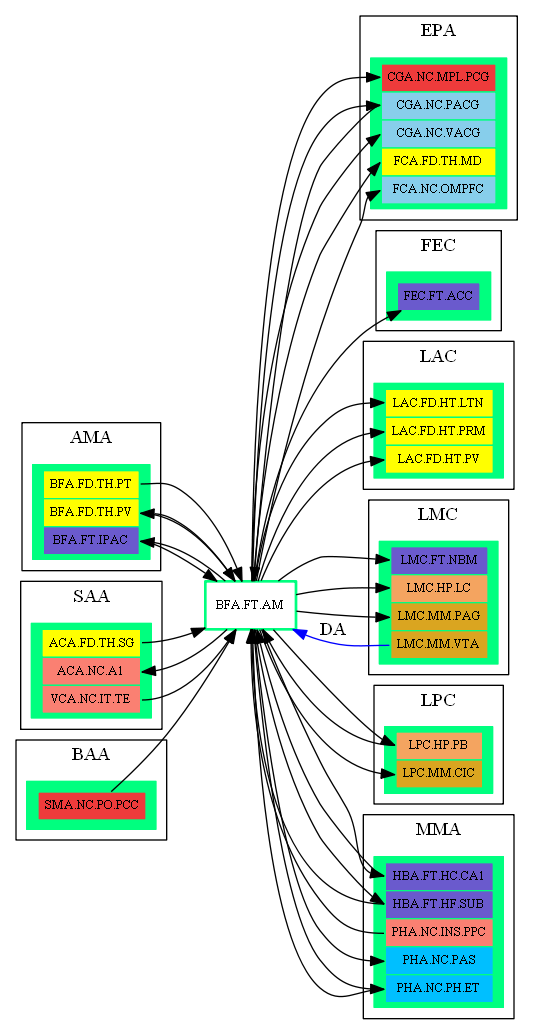 EPA
CGA.NC.MPL.PCG
CGA.NC.PACG
CGA.NC.VACG
FCA.FD.TH.MD
FCA.NC.OMPFC
FEC
FEC.FT.ACC
LAC
LAC.FD.HT.LTN
LAC.FD.HT.PRM
LAC.FD.HT.PV
AMA
BFA.FD.TH.PT
BFA.FD.TH.PV
BFA.FT.IPAC
LMC
LMC.FT.NBM
LMC.HP.LC
LMC.MM.PAG
LMC.MM.VTA
SAA
ACA.FD.TH.SG
ACA.NC.A1
VCA.NC.IT.TE
BFA.FT.AM
DA
LPC
LPC.HP.PB
LPC.MM.CIC
BAA
SMA.NC.PO.PCC
MMA
HBA.FT.HC.CA1
HBA.FT.HF.SUB
PHA.NC.INS.PPC
PHA.NC.PAS
PHA.NC.PH.ET